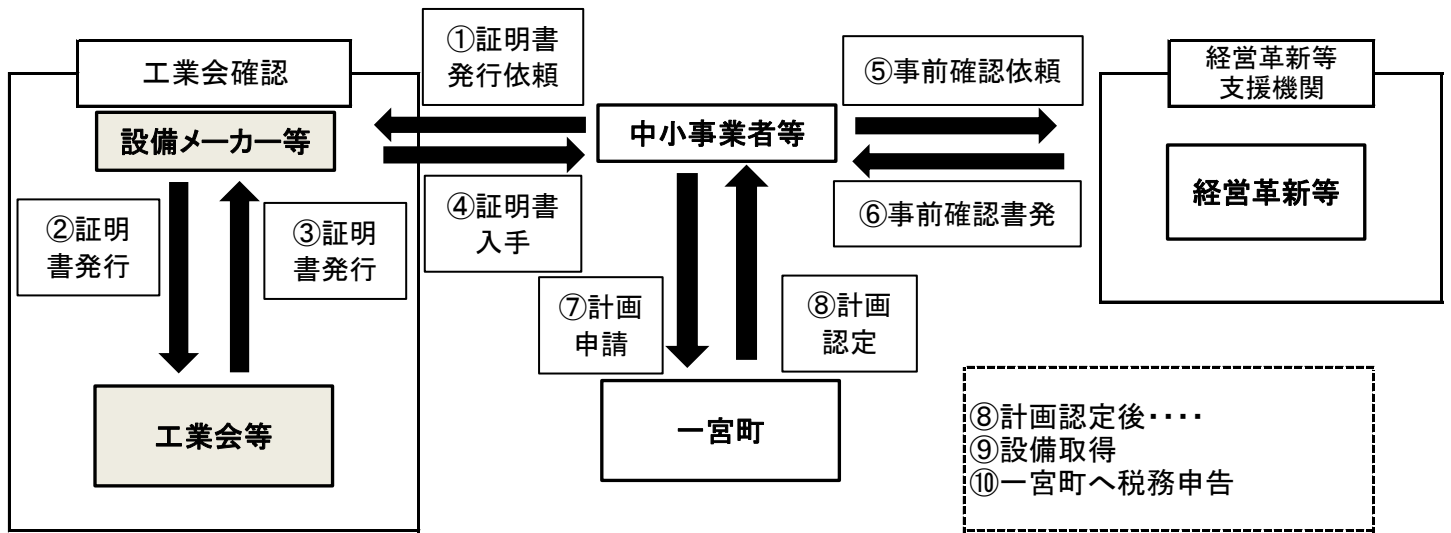 工業会確認
設備メーカー等
②証明
書発行
③証明
書発行
工業会等
①証明書
発行依頼
④証明書
入手
中小事業者等
⑤事前確認依頼
⑥事前確認書発
経営革新等
支援機関
経営革新等
⑦計画
申請
⑧計画
認定
一宮町
⑧計画認定後････
⑨設備取得
⑩一宮町へ税務申告